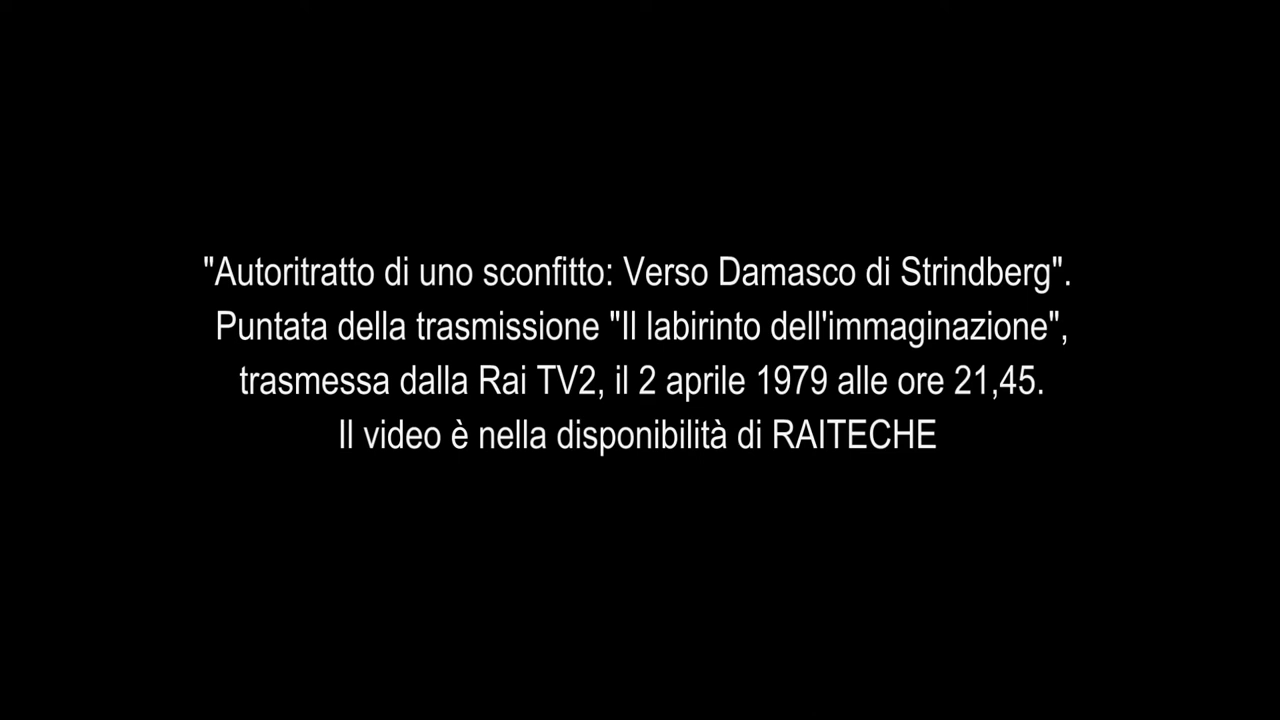 "Autoritratto di uno sconfitto: Verso Damasco di Strindberg".
Puntata della trasmissione "Il labirinto dell'immaginazione",
trasmessa dalla Rai TV2, il 2 aprile 1979 alle ore 21,45.
Il video è nella disponibilità di RAITECHE